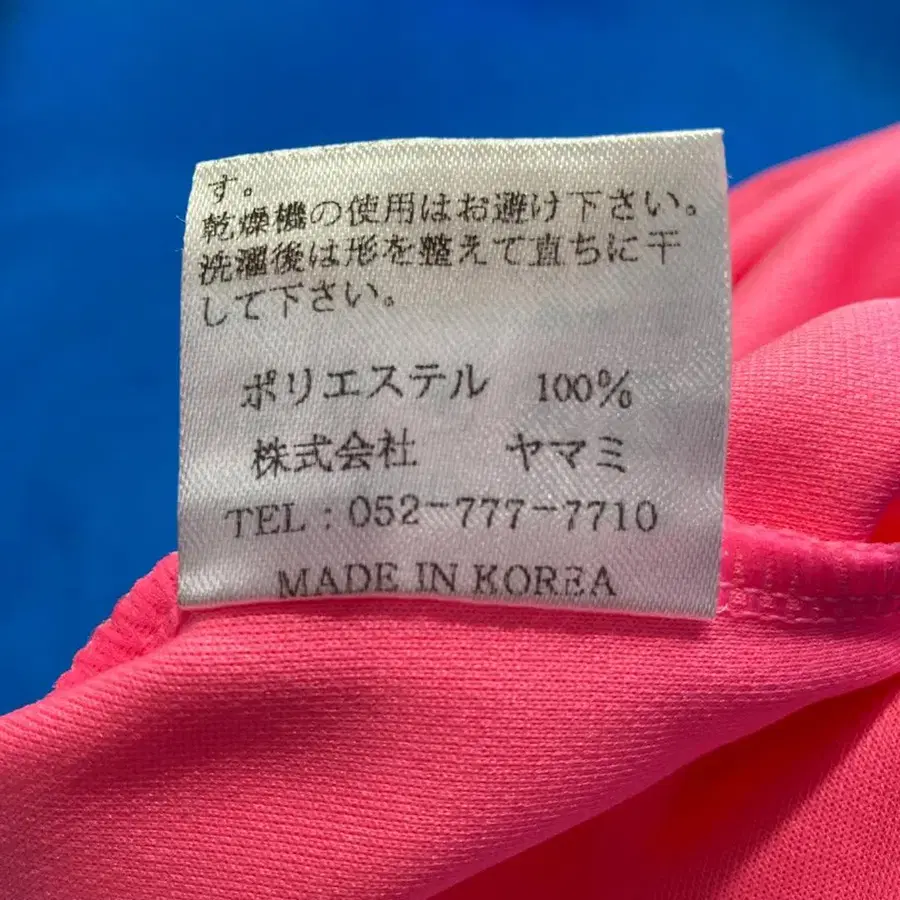 す。
乾燥機の使用はお避け下さい。
洗濯後は形を整えて直ちに干
して下さい。
ポリエステル 100%
株式会社 ヤマミ
TEL : 052-777-7710
MADE IN KOREA